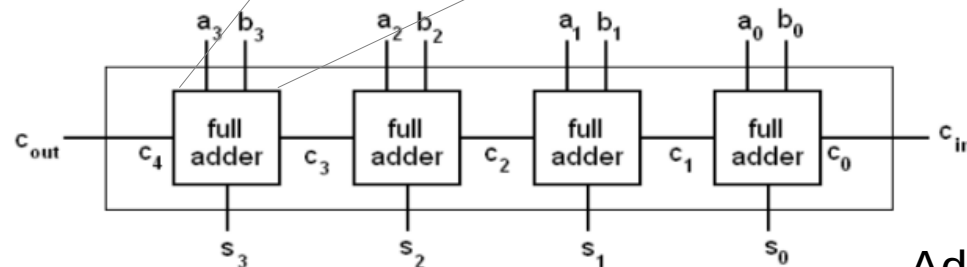 a3 b3 a2 b2 a1 b1 a0 b0
full adder full adder full adder full adder
cout c4 c3 c2 c1 c0
s3 s2 s1 s0